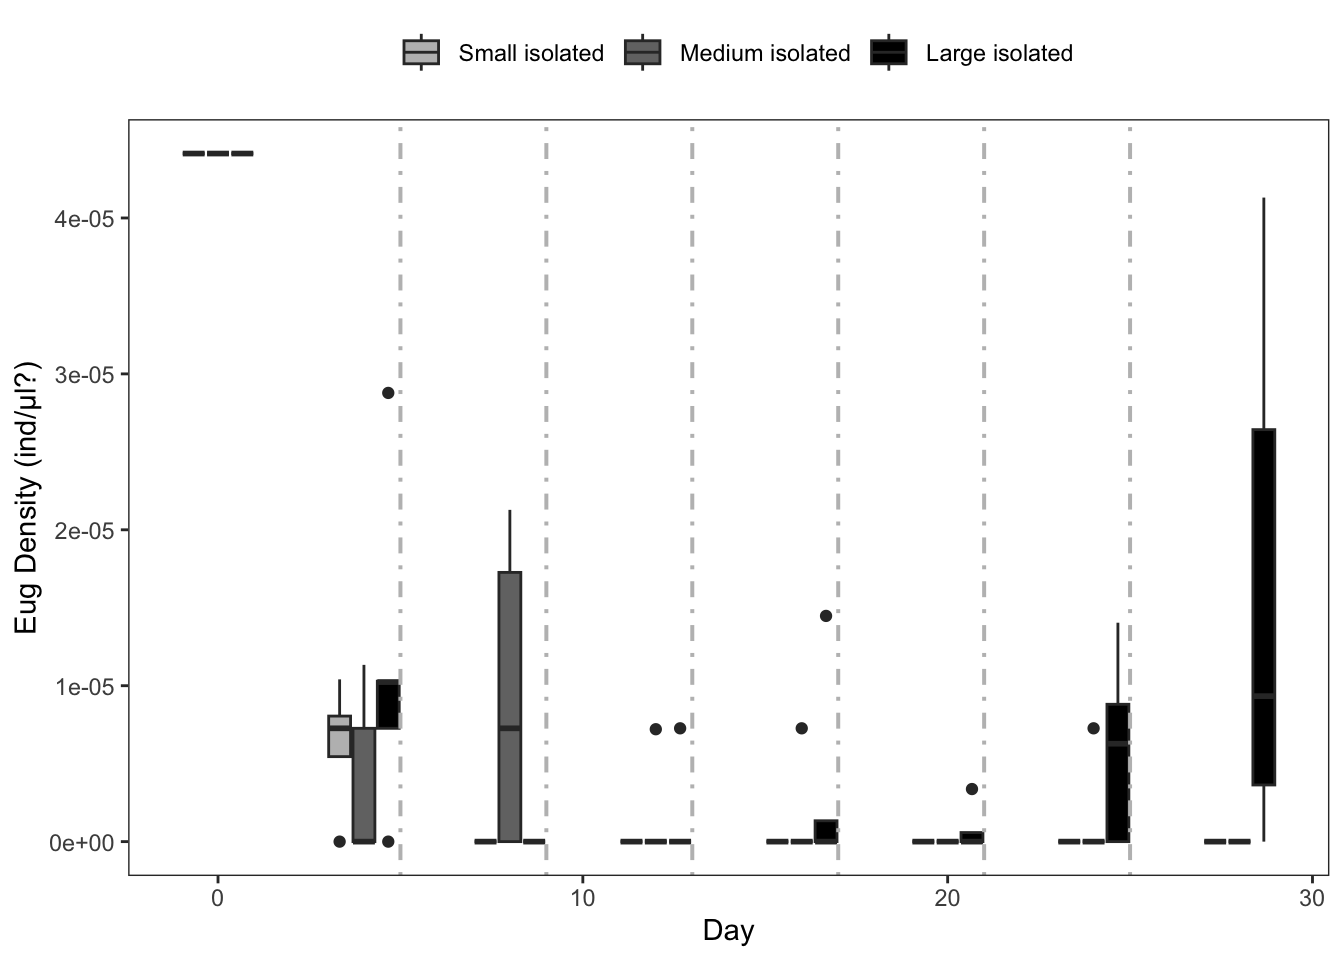 Small isolated Medium isolated Large isolated
Eug Density (ind/µl?)
4e-05
3e-05
2e-05
1e-05
0e+00
0 10 20 30
Day